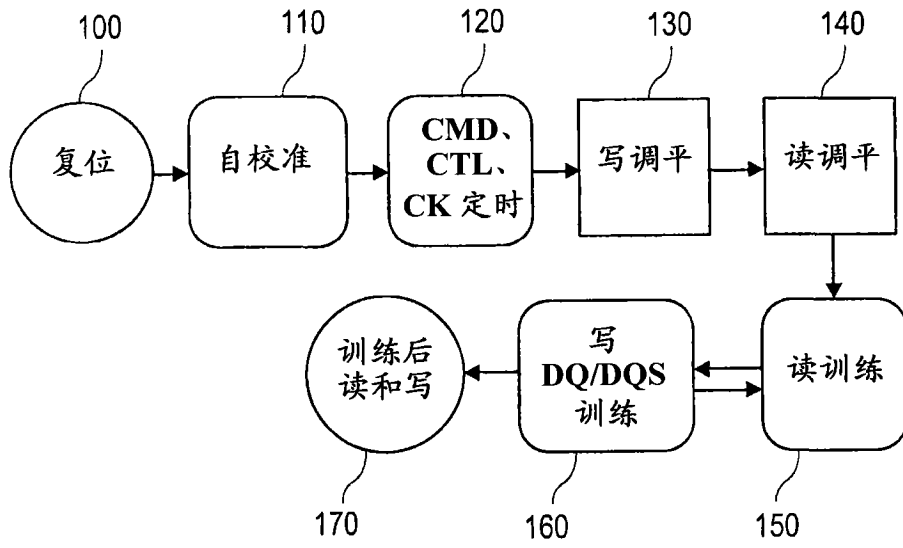 100
110
120
130
140
复位
自校准
CMD、
CTL、
CK 定时
写调平
读调平
训练后
读和写
写
DQ/DQS
训练
读训练
170
160
150